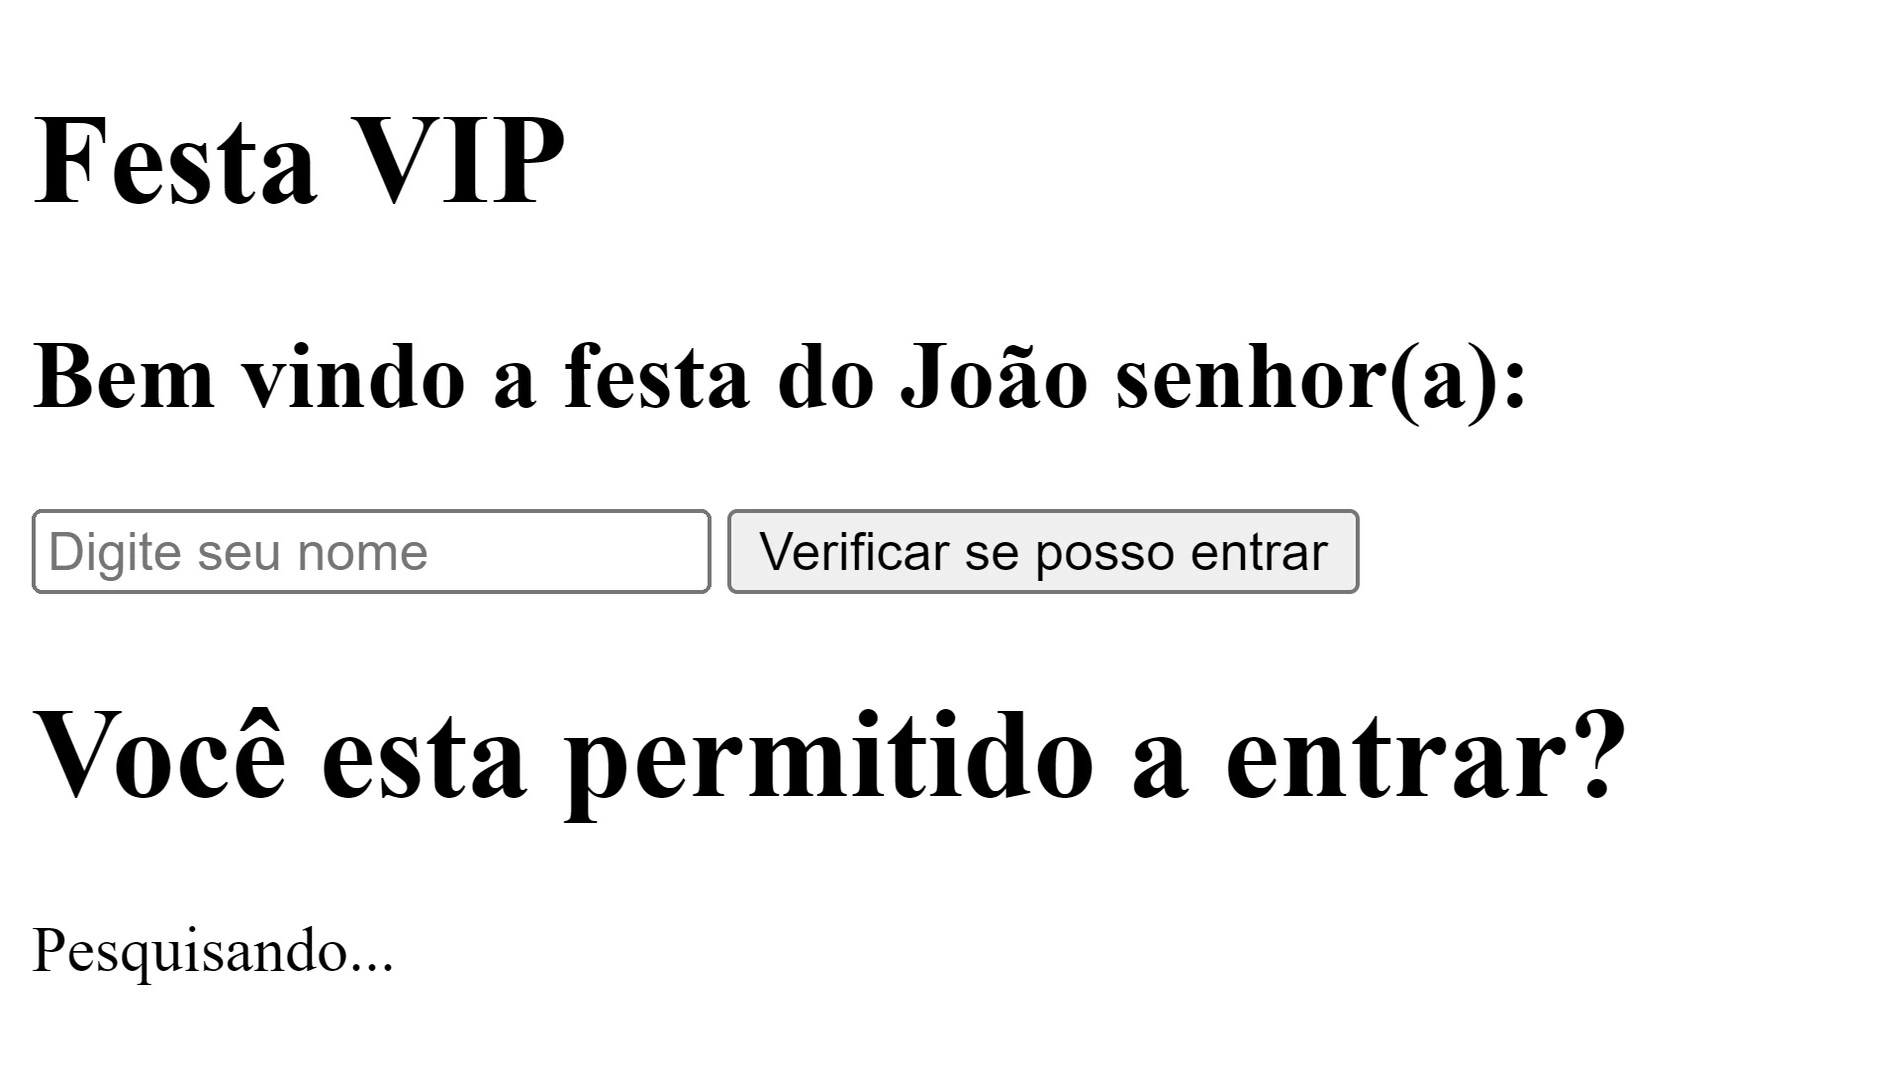 Festa VIP
Bem vindo a festa do João senhor(a):
Digite seu nome Verificar se posso entrar
Você esta permitido a entrar?
Pesquisando...